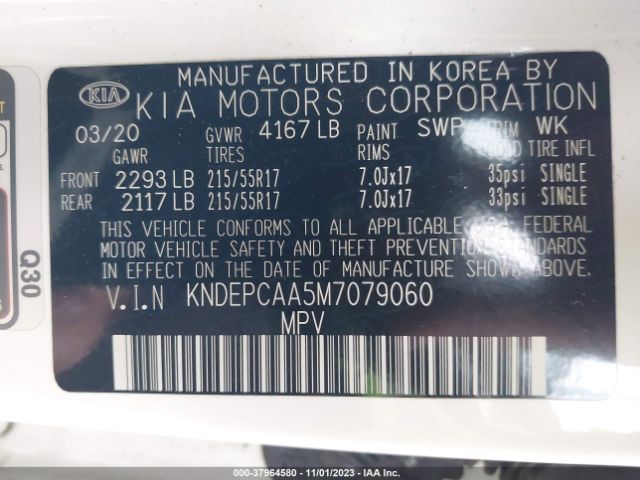 MANUFACTURED IN KOREA BY
KIA KIA MOTORS CORPORATION
03/20 GVWR 4167 LB PAINT SWP TRIM WK
GAWR TIRES RIMS COLD TIRE INFL
FRONT 2293 LB 215/55R17 7.0Jx17 35psi SINGLE
REAR 2117 LB 215/55R17 7.0Jx17 33psi SINGLE
THIS VEHICLE CONFORMS TO ALL APPLICABLE U.S. FEDERAL
MOTOR VEHICLE SAFETY AND THEFT PREVENTION STANDARDS
IN EFFECT ON THE DATE OF MANUFACTURE SHOWN ABOVE.
V.I.N KNDEPCAA5M7079060
MPV
Q30
000-37964580 - 11/01/2023 - IAAI.COM